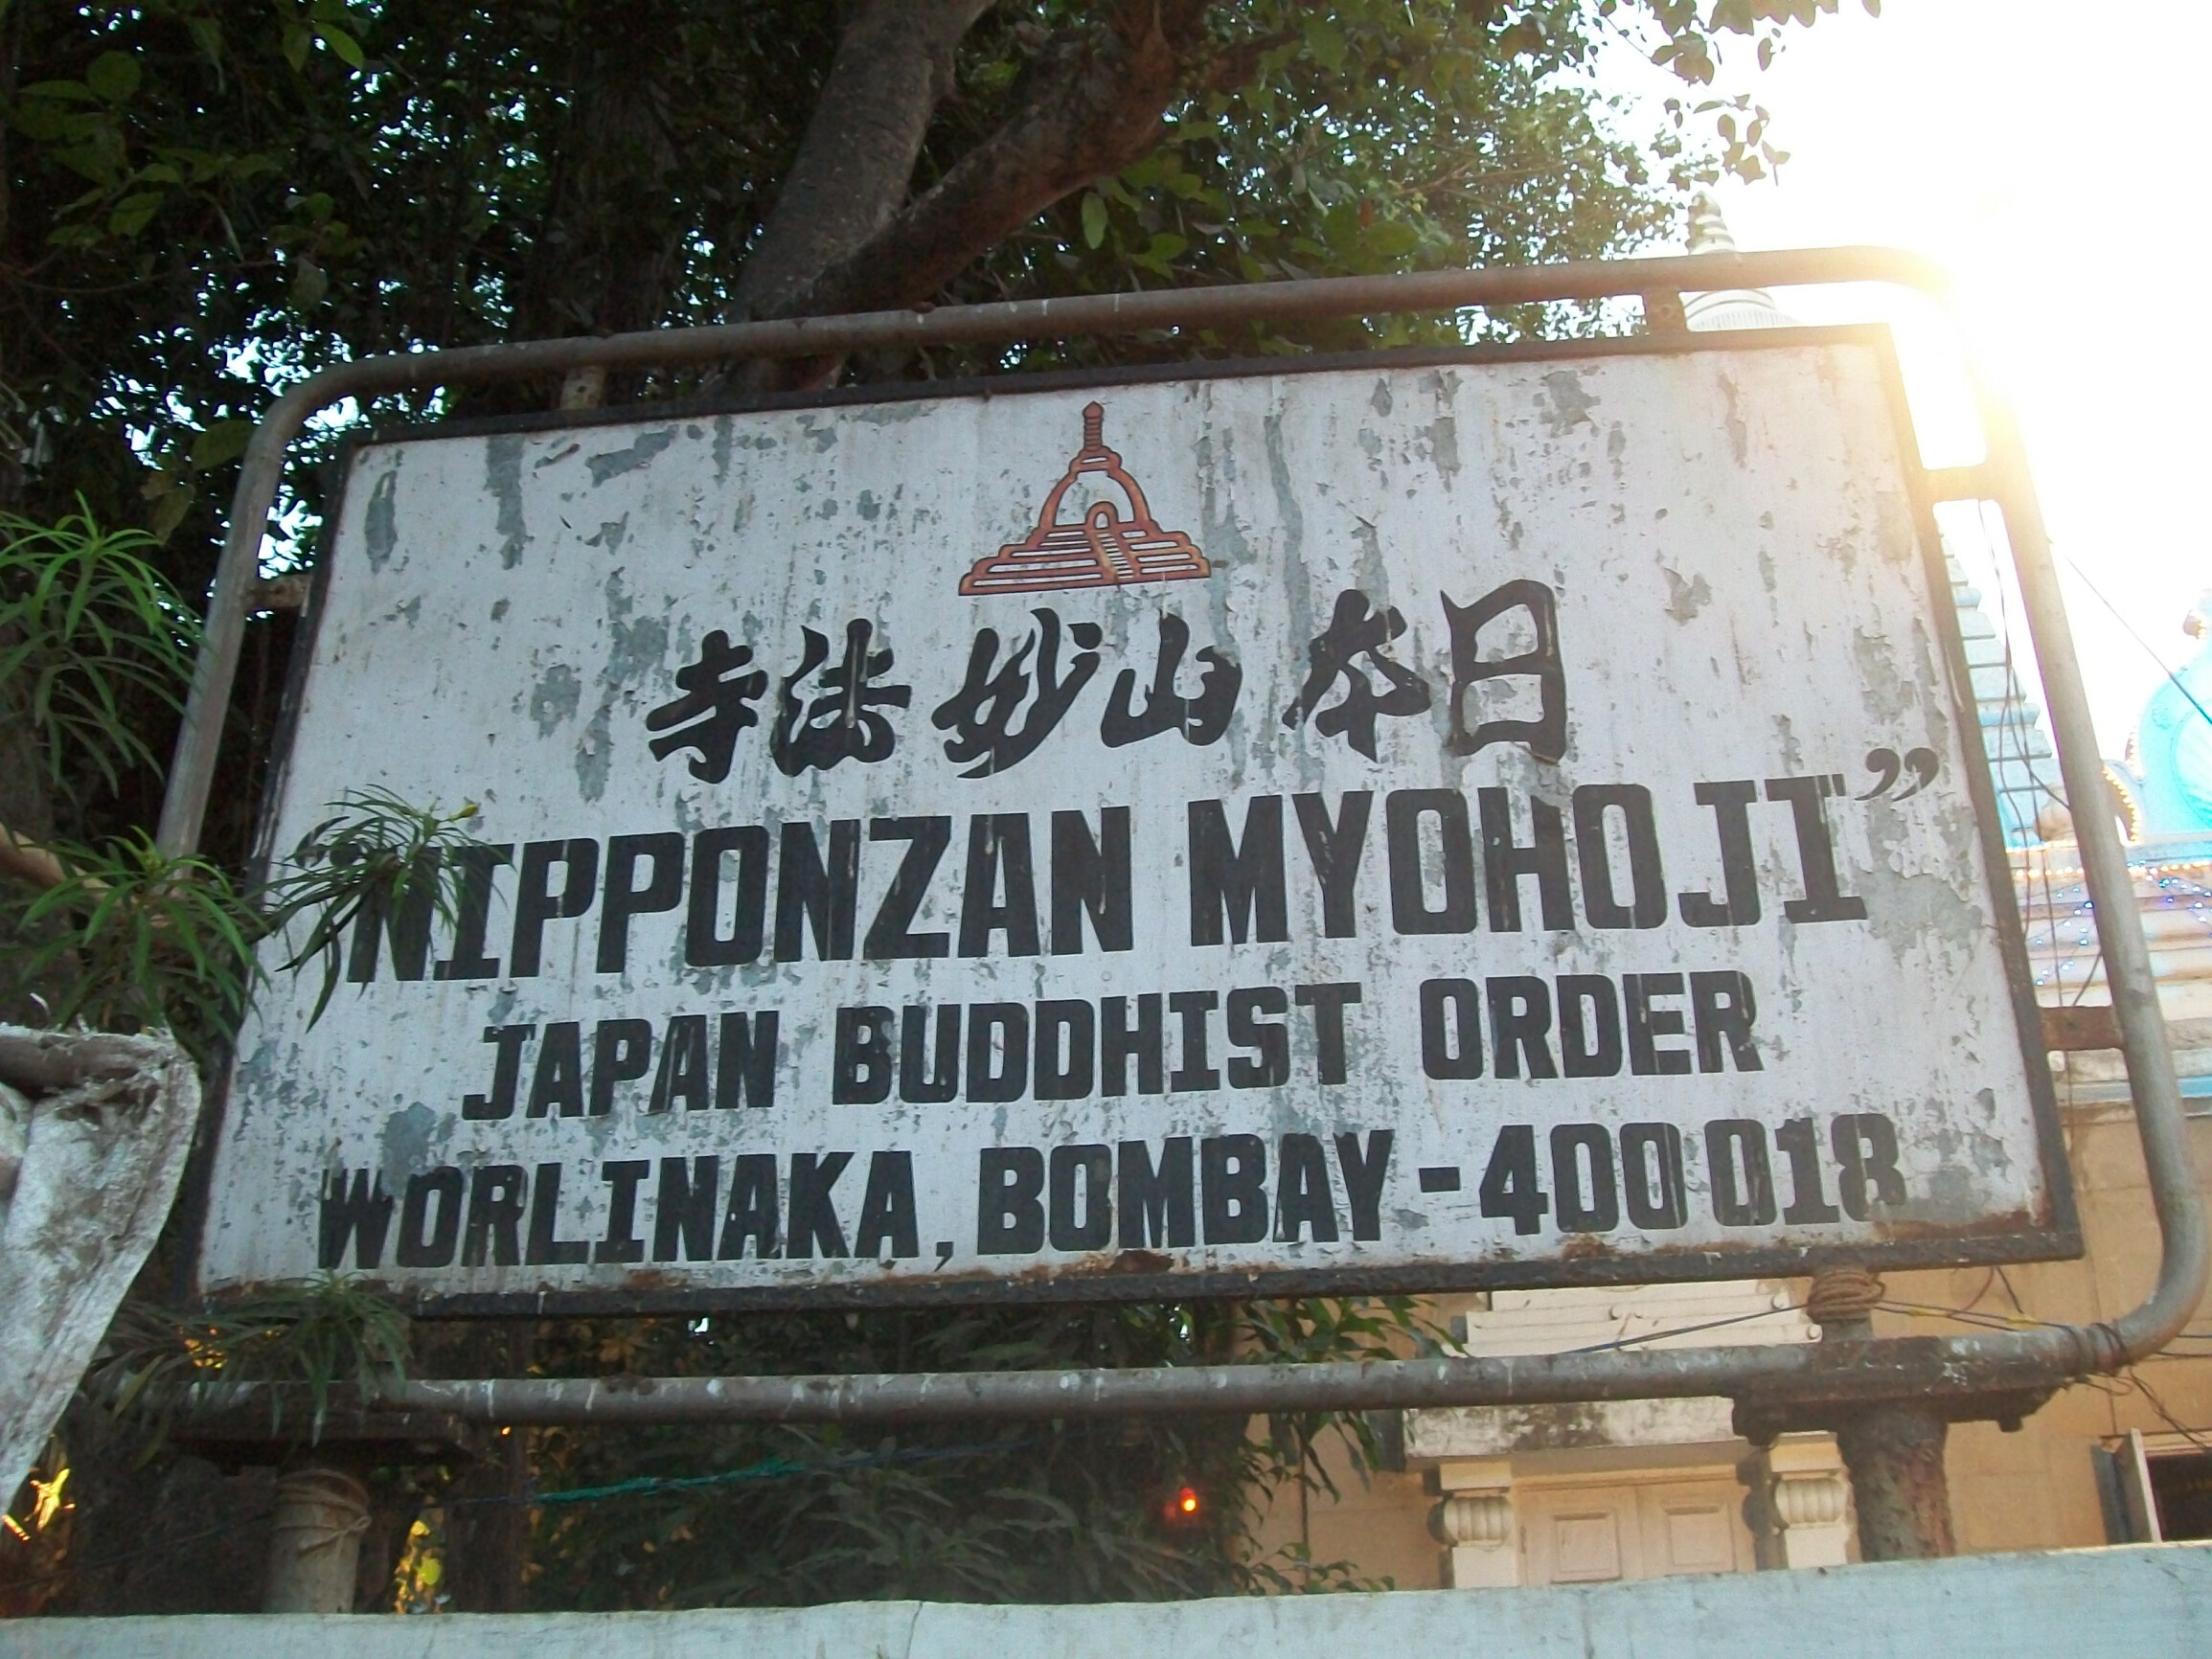 寺法妙山本日
“NIPPONZAN MYOHOJI”
JAPAN BUDDHIST ORDER
WORLINAKA, BOMBAY - 400 018